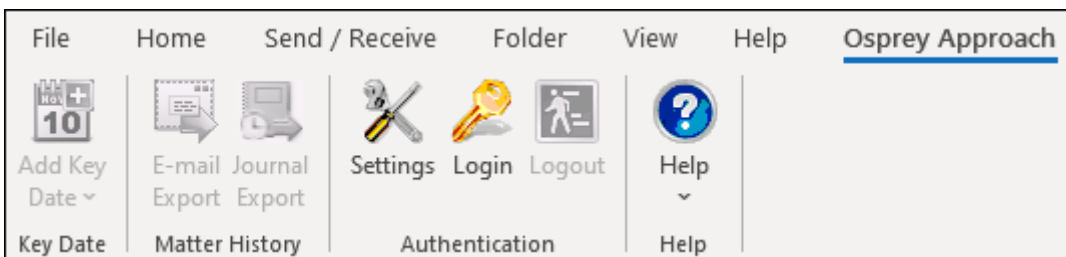 File Home Send / Receive Folder View Help Osprey Approach
Nov
10
Add Key E-mail Journal Settings Login Logout Help
Date Export Export
Key Date Matter History Authentication Help